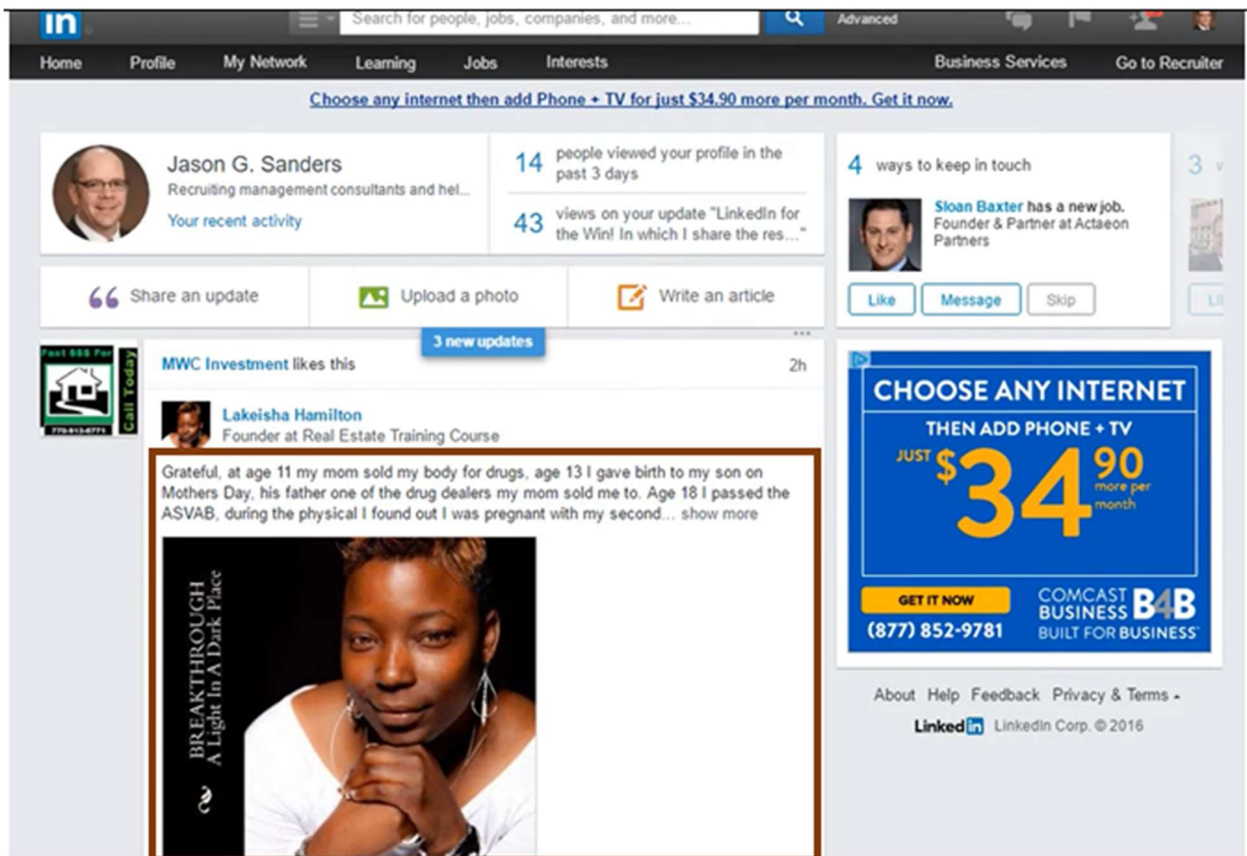 in
Search for people, jobs, companies, and more...
Advanced
Home Profile My Network Learning Jobs Interests Business Services Go to Recruiter
Choose any internet then add Phone + TV for just $34.90 more per month. Get it now.
Jason G. Sanders
Recruiting management consultants and hel...
Your recent activity
14 people viewed your profile in the
past 3 days
43 views on your update "LinkedIn for
the Win! In which I share the res..."
4 ways to keep in touch
Sloan Baxter has a new job.
Founder & Partner at Actaeon
Partners
Like Message Skip
3
Share an update Upload a photo Write an article
3 new updates
Fast $$$ For
Call Today
MWC Investment likes this 2h
Lakeisha Hamilton
Founder at Real Estate Training Course
Grateful, at age 11 my mom sold my body for drugs, age 13 I gave birth to my son on
Mothers Day, his father one of the drug dealers my mom sold me to. Age 18 I passed the
ASVAB, during the physical I found out I was pregnant with my second... show more
BREAKTHROUGH
A Light In A Dark Place
CHOOSE ANY INTERNET
THEN ADD PHONE + TV
JUST $34.90
more per
month
GET IT NOW
(877) 852-9781
COMCAST
BUSINESS B4B
BUILT FOR BUSINESS™
About Help Feedback Privacy & Terms
LinkedIn LinkedIn Corp. © 2016